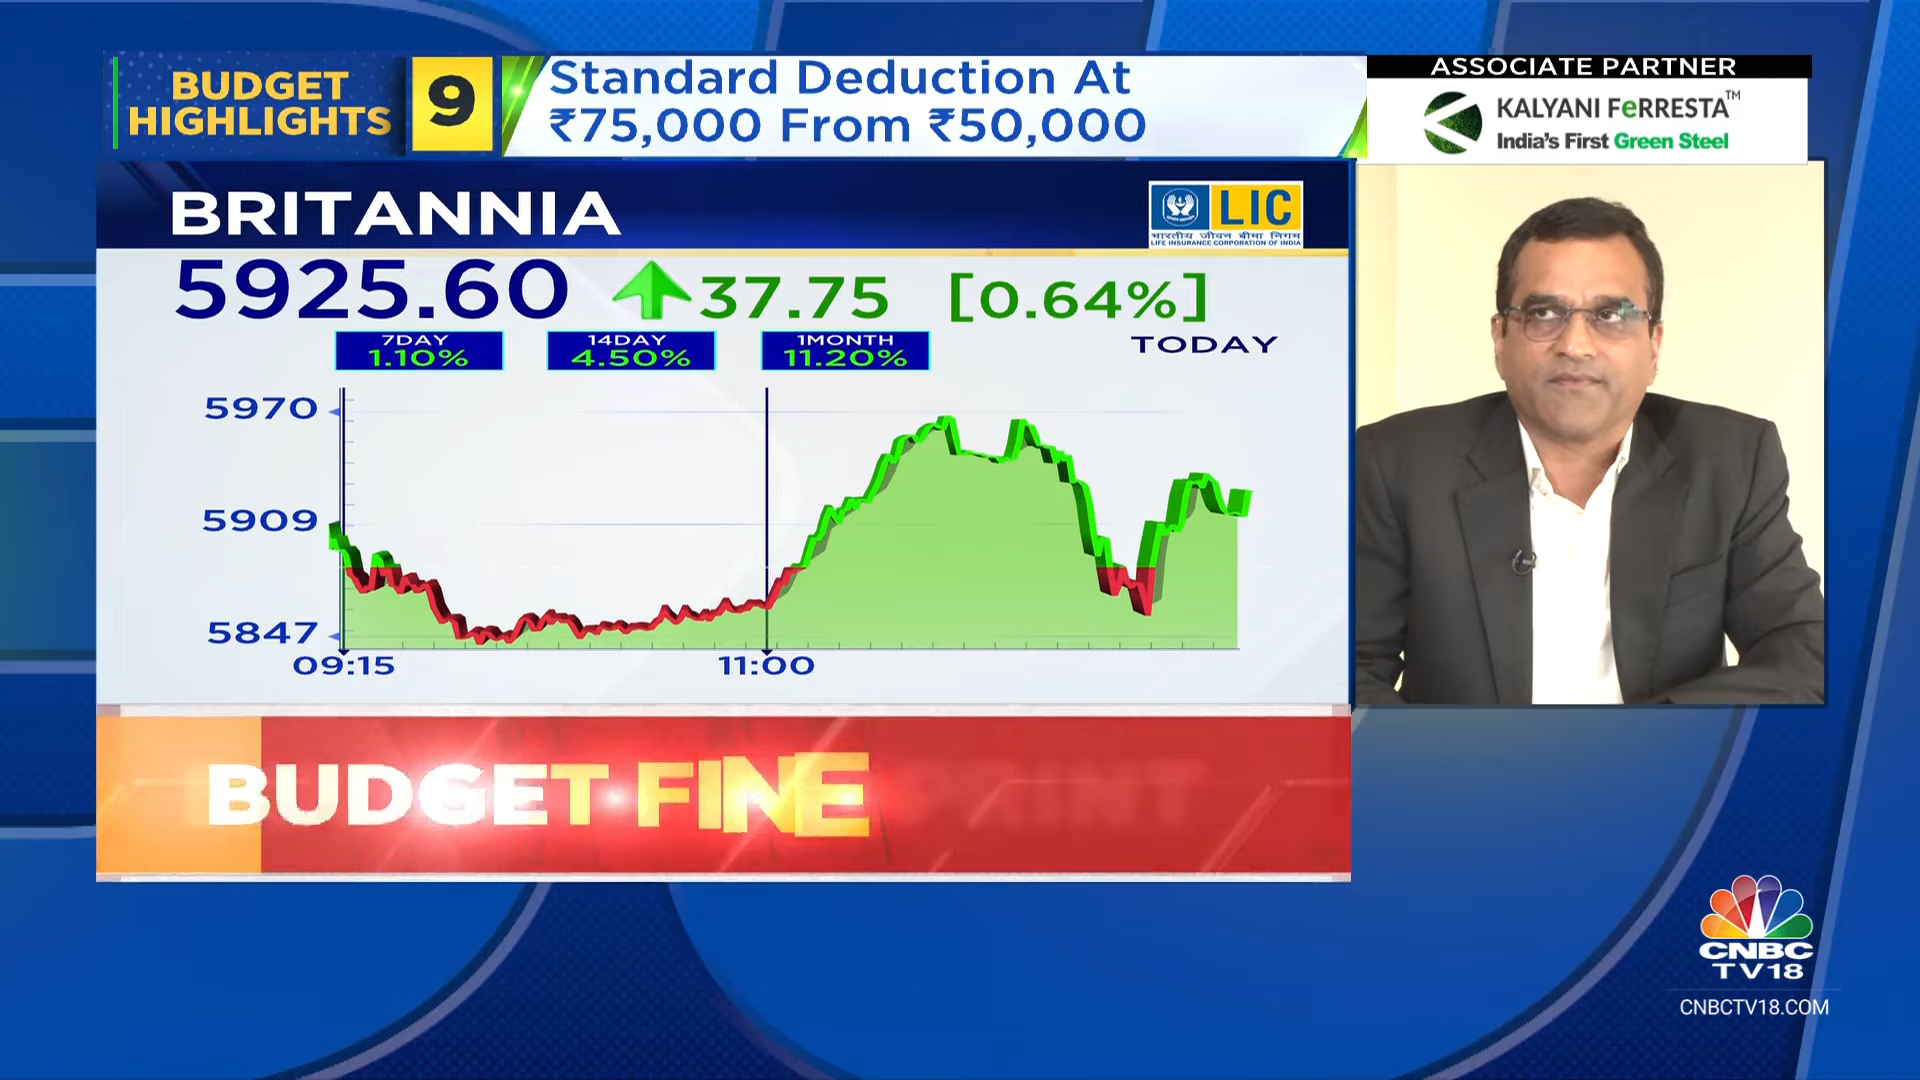 BUDGET
HIGHLIGHTS
9
Standard Deduction At
₹75,000 From ₹50,000
ASSOCIATE PARTNER
KALYANI FeRRESTA™
India's First Green Steel
BRITANNIA
LIC
भारतीय जीवन बीमा निगम
LIFE INSURANCE CORPORATION OF INDIA
5925.60 37.75 [0.64%]
7DAY
1.10%
14DAY
4.50%
1MONTH
11.20%
TODAY
5970
5909
5847
09:15 11:00
BUDGET FINE PRINT
CNBC
TV18
CNBCTV18.COM